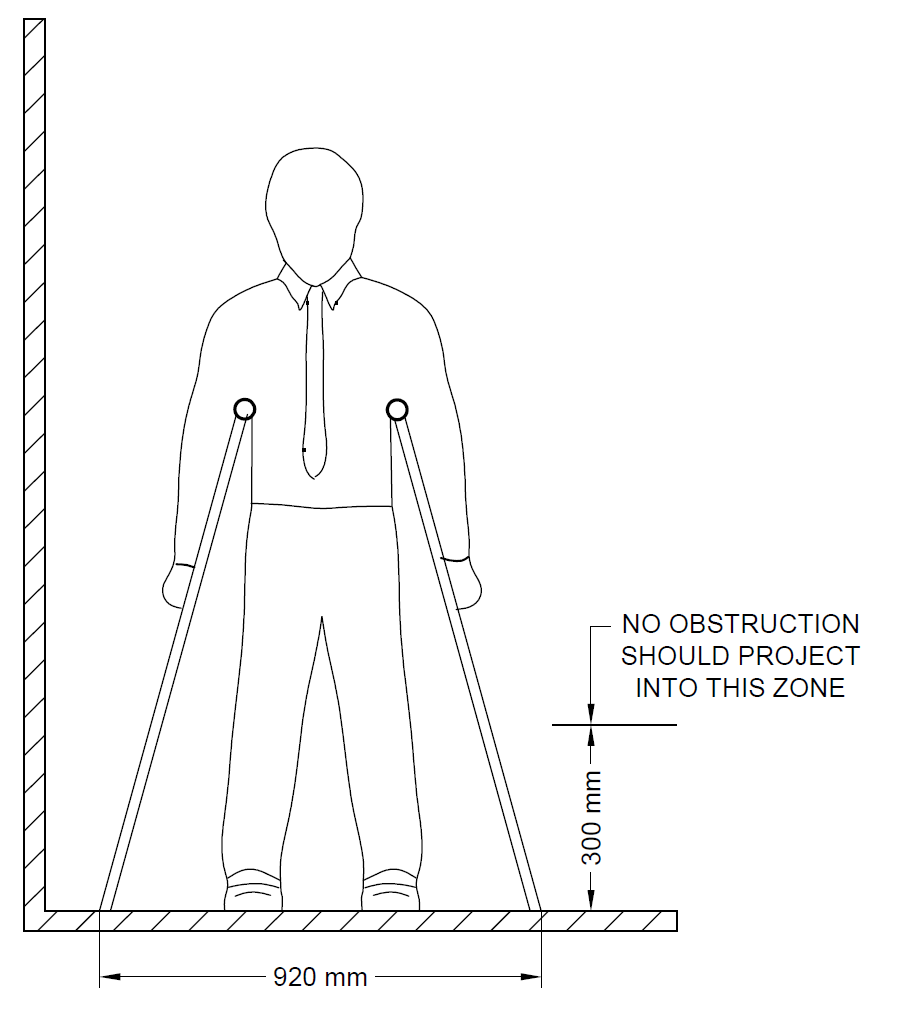 NO OBSTRUCTION
SHOULD PROJECT
INTO THIS ZONE
300 mm
920 mm